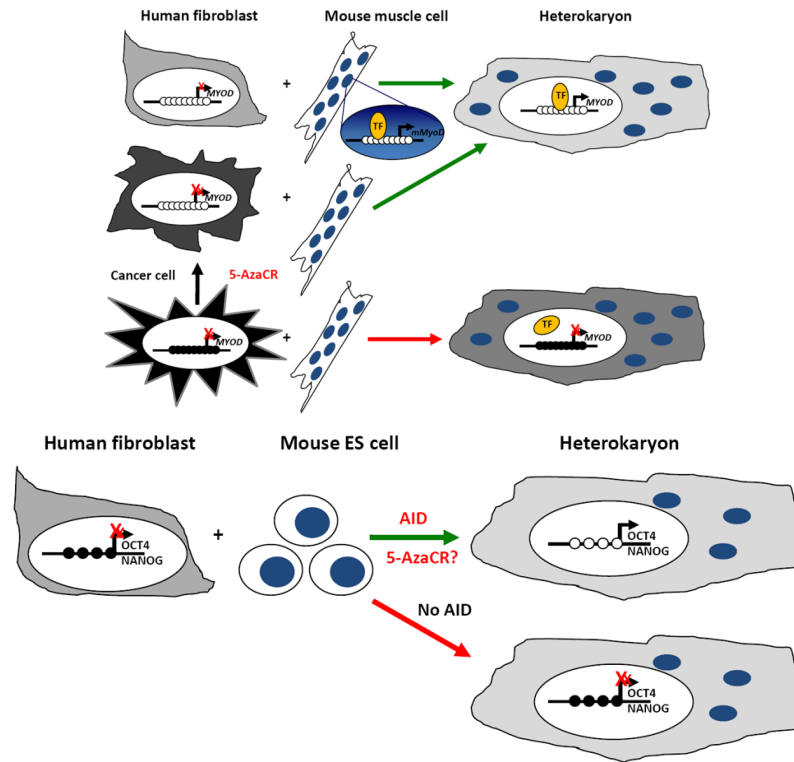 Human fibroblast
Mouse muscle cell
Heterokaryon
X
MYOD
+
TF
mMyoD
TF
MYOD
X
MYOD
+
Cancer cell
5-AzaCR
X
MYOD
+
TF
X
MYOD
Human fibroblast
Mouse ES cell
Heterokaryon
X
OCT4
NANOG
+
AID
5-AzaCR?
OCT4
NANOG
No AID
X
OCT4
NANOG